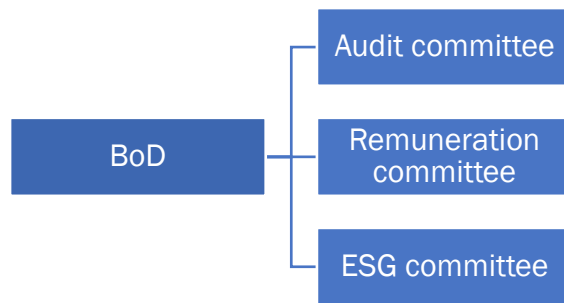 BoD
Audit committee
Remuneration
committee
ESG committee